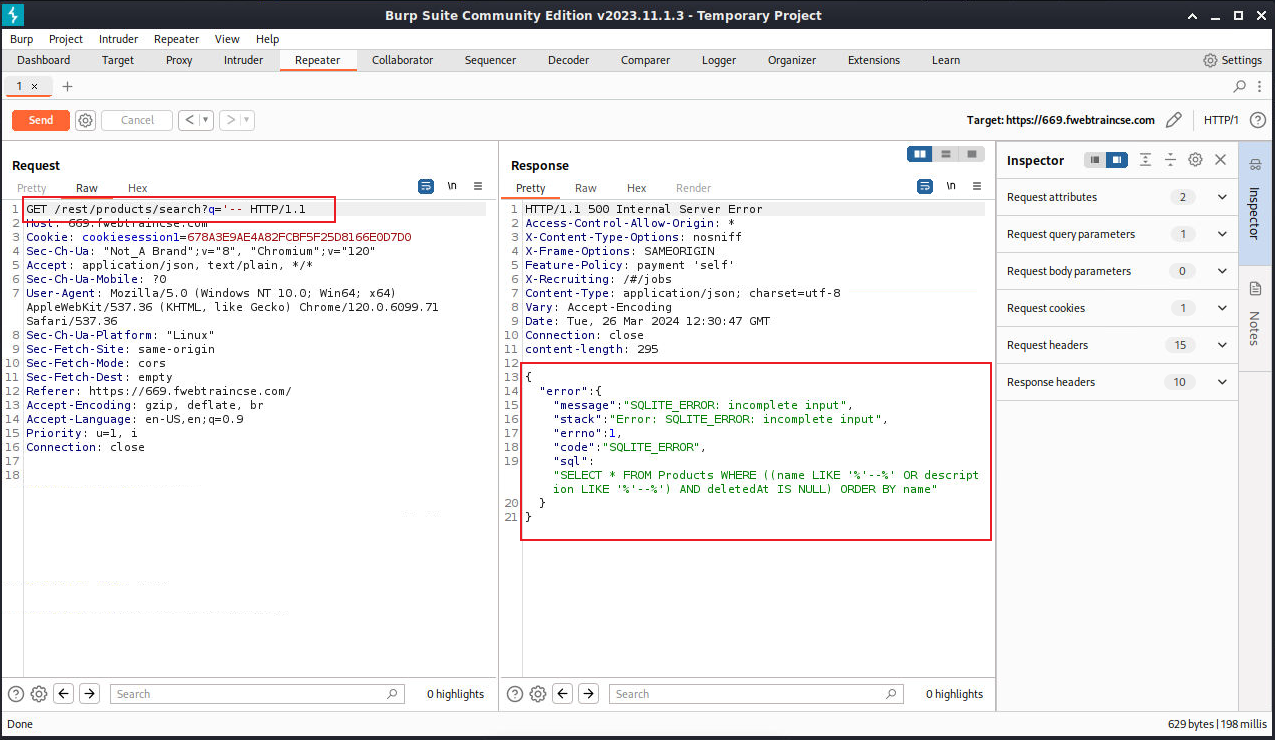 Burp Suite Community Edition v2023.11.1.3 - Temporary Project
Burp Project Intruder Repeater View Help
Dashboard Target Proxy Intruder Repeater Collaborator Sequencer Decoder Comparer Logger Organizer Extensions Learn Settings
1 × +
Send Cancel < > Target: https://669.fwebtraincse.com HTTP/1 ?
Request
Pretty Raw Hex \n
1 GET /rest/products/search?q='-- HTTP/1.1
2 Host: 669.fwebtraincse.com
3 Cookie: cookiesession1=678A3E9AE4A82FCBF5F25D8166E0D7D0
4 Sec-Ch-Ua: "Not_A Brand";v="8", "Chromium";v="120"
5 Accept: application/json, text/plain, */*
6 Sec-Ch-Ua-Mobile: ?0
7 User-Agent: Mozilla/5.0 (Windows NT 10.0; Win64; x64)
AppleWebKit/537.36 (KHTML, like Gecko) Chrome/120.0.6099.71
Safari/537.36
8 Sec-Ch-Ua-Platform: "Linux"
9 Sec-Fetch-Site: same-origin
10 Sec-Fetch-Mode: cors
11 Sec-Fetch-Dest: empty
12 Referer: https://669.fwebtraincse.com/
13 Accept-Encoding: gzip, deflate, br
14 Accept-Language: en-US,en;q=0.9
15 Priority: u=1, i
16 Connection: close
17
18
? Search 0 highlights
Response
Pretty Raw Hex Render \n
1 HTTP/1.1 500 Internal Server Error
2 Access-Control-Allow-Origin: *
3 X-Content-Type-Options: nosniff
4 X-Frame-Options: SAMEORIGIN
5 Feature-Policy: payment 'self'
6 X-Recruiting: /#/jobs
7 Content-Type: application/json; charset=utf-8
8 Vary: Accept-Encoding
9 Date: Tue, 26 Mar 2024 12:30:47 GMT
10 Connection: close
11 content-length: 295
12
13 {
14 "error":{
15 "message":"SQLITE_ERROR: incomplete input",
16 "stack":"Error: SQLITE_ERROR: incomplete input",
17 "errno":1,
18 "code":"SQLITE_ERROR",
19 "sql":
"SELECT * FROM Products WHERE ((name LIKE '%'--%' OR descript
ion LIKE '%'--%') AND deletedAt IS NULL) ORDER BY name"
20 }
21 }
? Search 0 highlights
Inspector
Request attributes 2
Request query parameters 1
Request body parameters 0
Request cookies 1
Request headers 15
Response headers 10
Inspector
Notes
Done 629 bytes | 198 millis